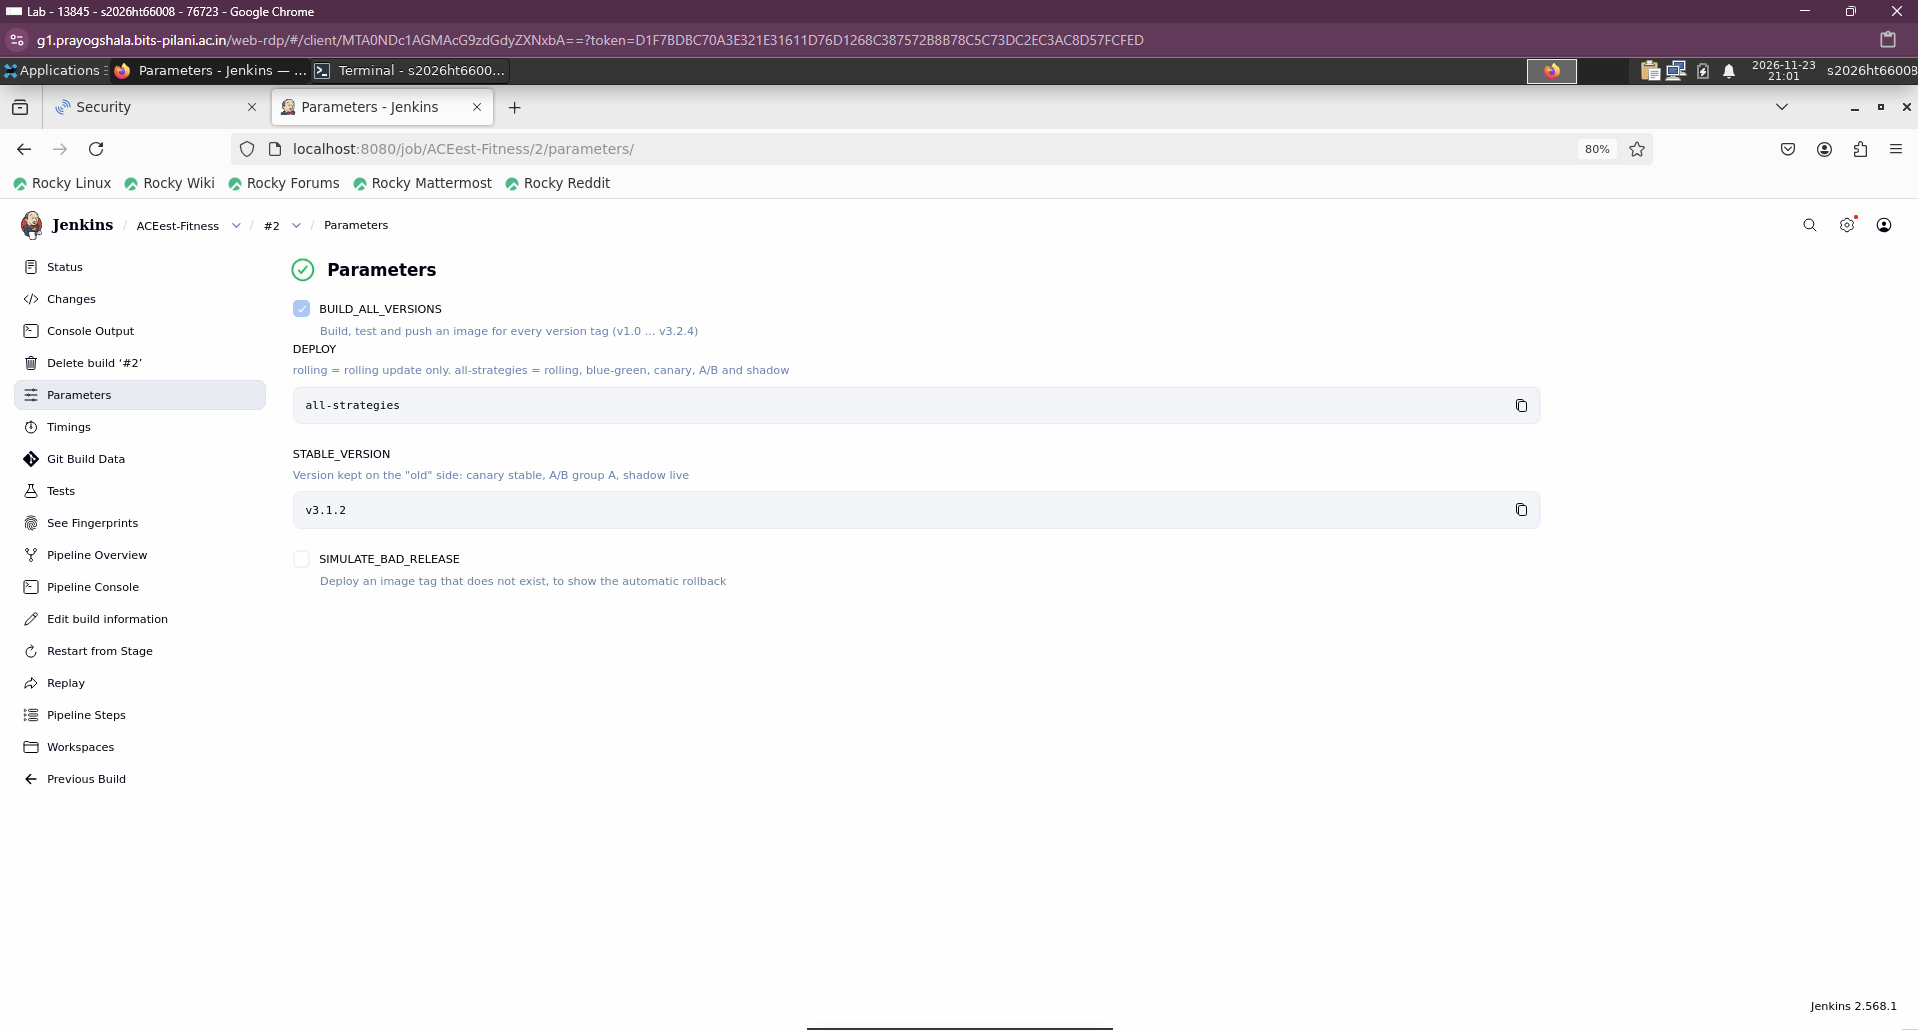 Lab - 13845 - s2026ht66008 - 76723 - Google Chrome
g1.prayogshala.bits-pilani.ac.in/web-rdp/#/client/MTA0NDc1AGMAcG9zdGdyZXNxbA==?token=D1F7BDBC70A3E321E31611D76D1268C387572B8B78C5C73DC2EC3AC8D57FCFED
Applications Parameters - Jenkins — ... Terminal - s2026ht6600... 2026-11-23 21:01 s2026ht66008
Security Parameters - Jenkins
localhost:8080/job/ACEest-Fitness/2/parameters/ 80%
Rocky Linux Rocky Wiki Rocky Forums Rocky Mattermost Rocky Reddit
Jenkins / ACEest-Fitness / #2 / Parameters
Status
Changes
Console Output
Delete build ‘#2’
Parameters
Timings
Git Build Data
Tests
See Fingerprints
Pipeline Overview
Pipeline Console
Edit build information
Restart from Stage
Replay
Pipeline Steps
Workspaces
Previous Build
Parameters
BUILD_ALL_VERSIONS
Build, test and push an image for every version tag (v1.0 ... v3.2.4)
DEPLOY
rolling = rolling update only. all-strategies = rolling, blue-green, canary, A/B and shadow
all-strategies
STABLE_VERSION
Version kept on the "old" side: canary stable, A/B group A, shadow live
v3.1.2
SIMULATE_BAD_RELEASE
Deploy an image tag that does not exist, to show the automatic rollback
Jenkins 2.568.1